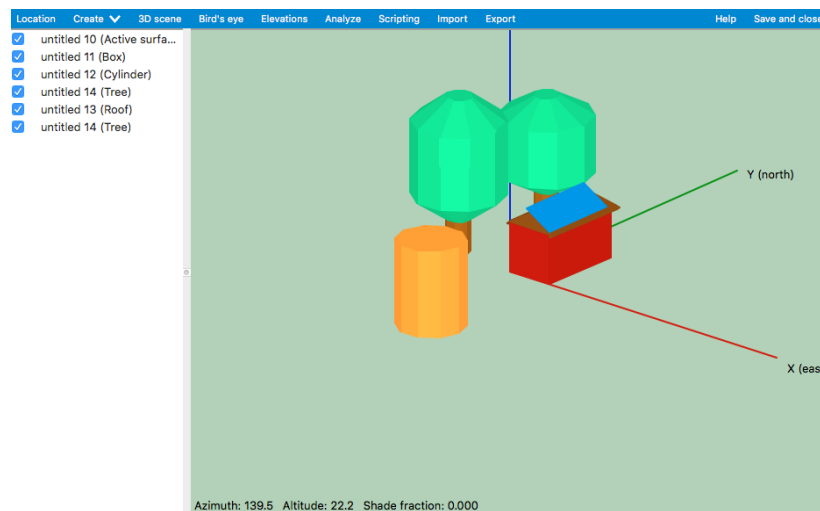 Location Create 3D scene Bird's eye Elevations Analyze Scripting Import Export Help Save and close
untitled 10 (Active surfa...
untitled 11 (Box)
untitled 12 (Cylinder)
untitled 14 (Tree)
untitled 13 (Roof)
untitled 14 (Tree)
Y (north)
X (eas
Azimuth: 139.5 Altitude: 22.2 Shade fraction: 0.000